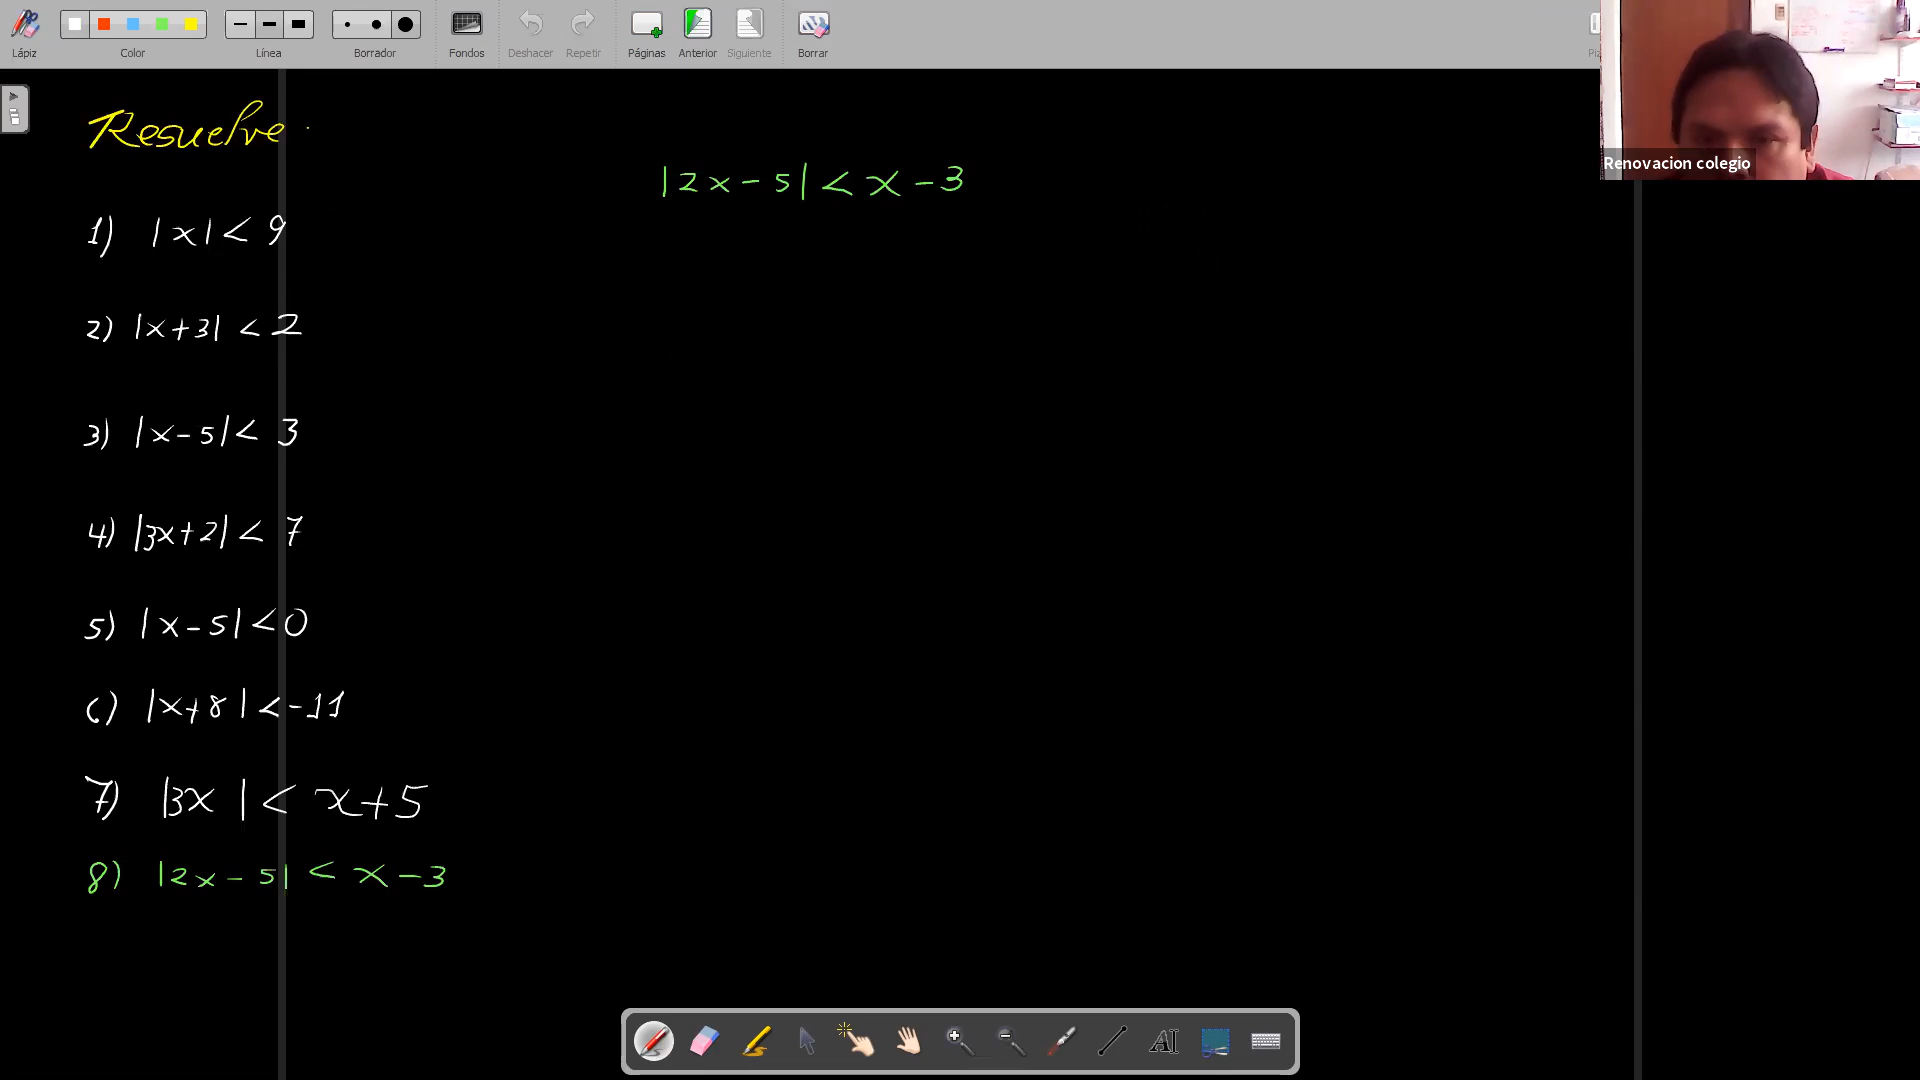 Lápiz Color Línea Borrador Fondos Deshacer Repetir Páginas Anterior Siguiente Borrar
Renovacion colegio
Resuelve
|2x-5| < x-3
1) |x| < 9
2) |x+3| < 2
3) |x-5| < 3
4) |3x+2| < 7
5) |x-5| < 0
6) |x+8| < -11
7) |3x| < x+5
8) |2x-5| < x-3
AI